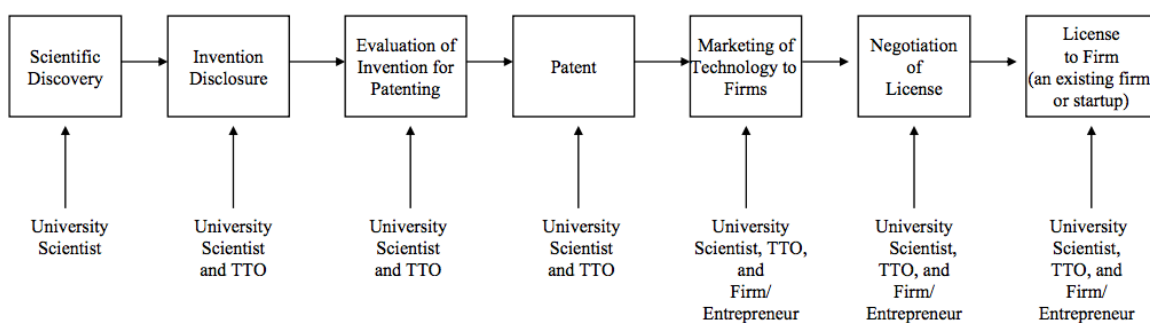 Scientific
Discovery
Invention
Disclosure
Evaluation of
Invention for
Patenting
Patent
Marketing of
Technology to
Firms
Negotiation
of
License
License
to Firm
(an existing firm
or startup)
University
Scientist
University
Scientist
and TTO
University
Scientist
and TTO
University
Scientist
and TTO
University
Scientist, TTO,
and
Firm/
Entrepreneur
University
Scientist,
TTO, and
Firm/
Entrepreneur
University
Scientist,
TTO, and
Firm/
Entrepreneur